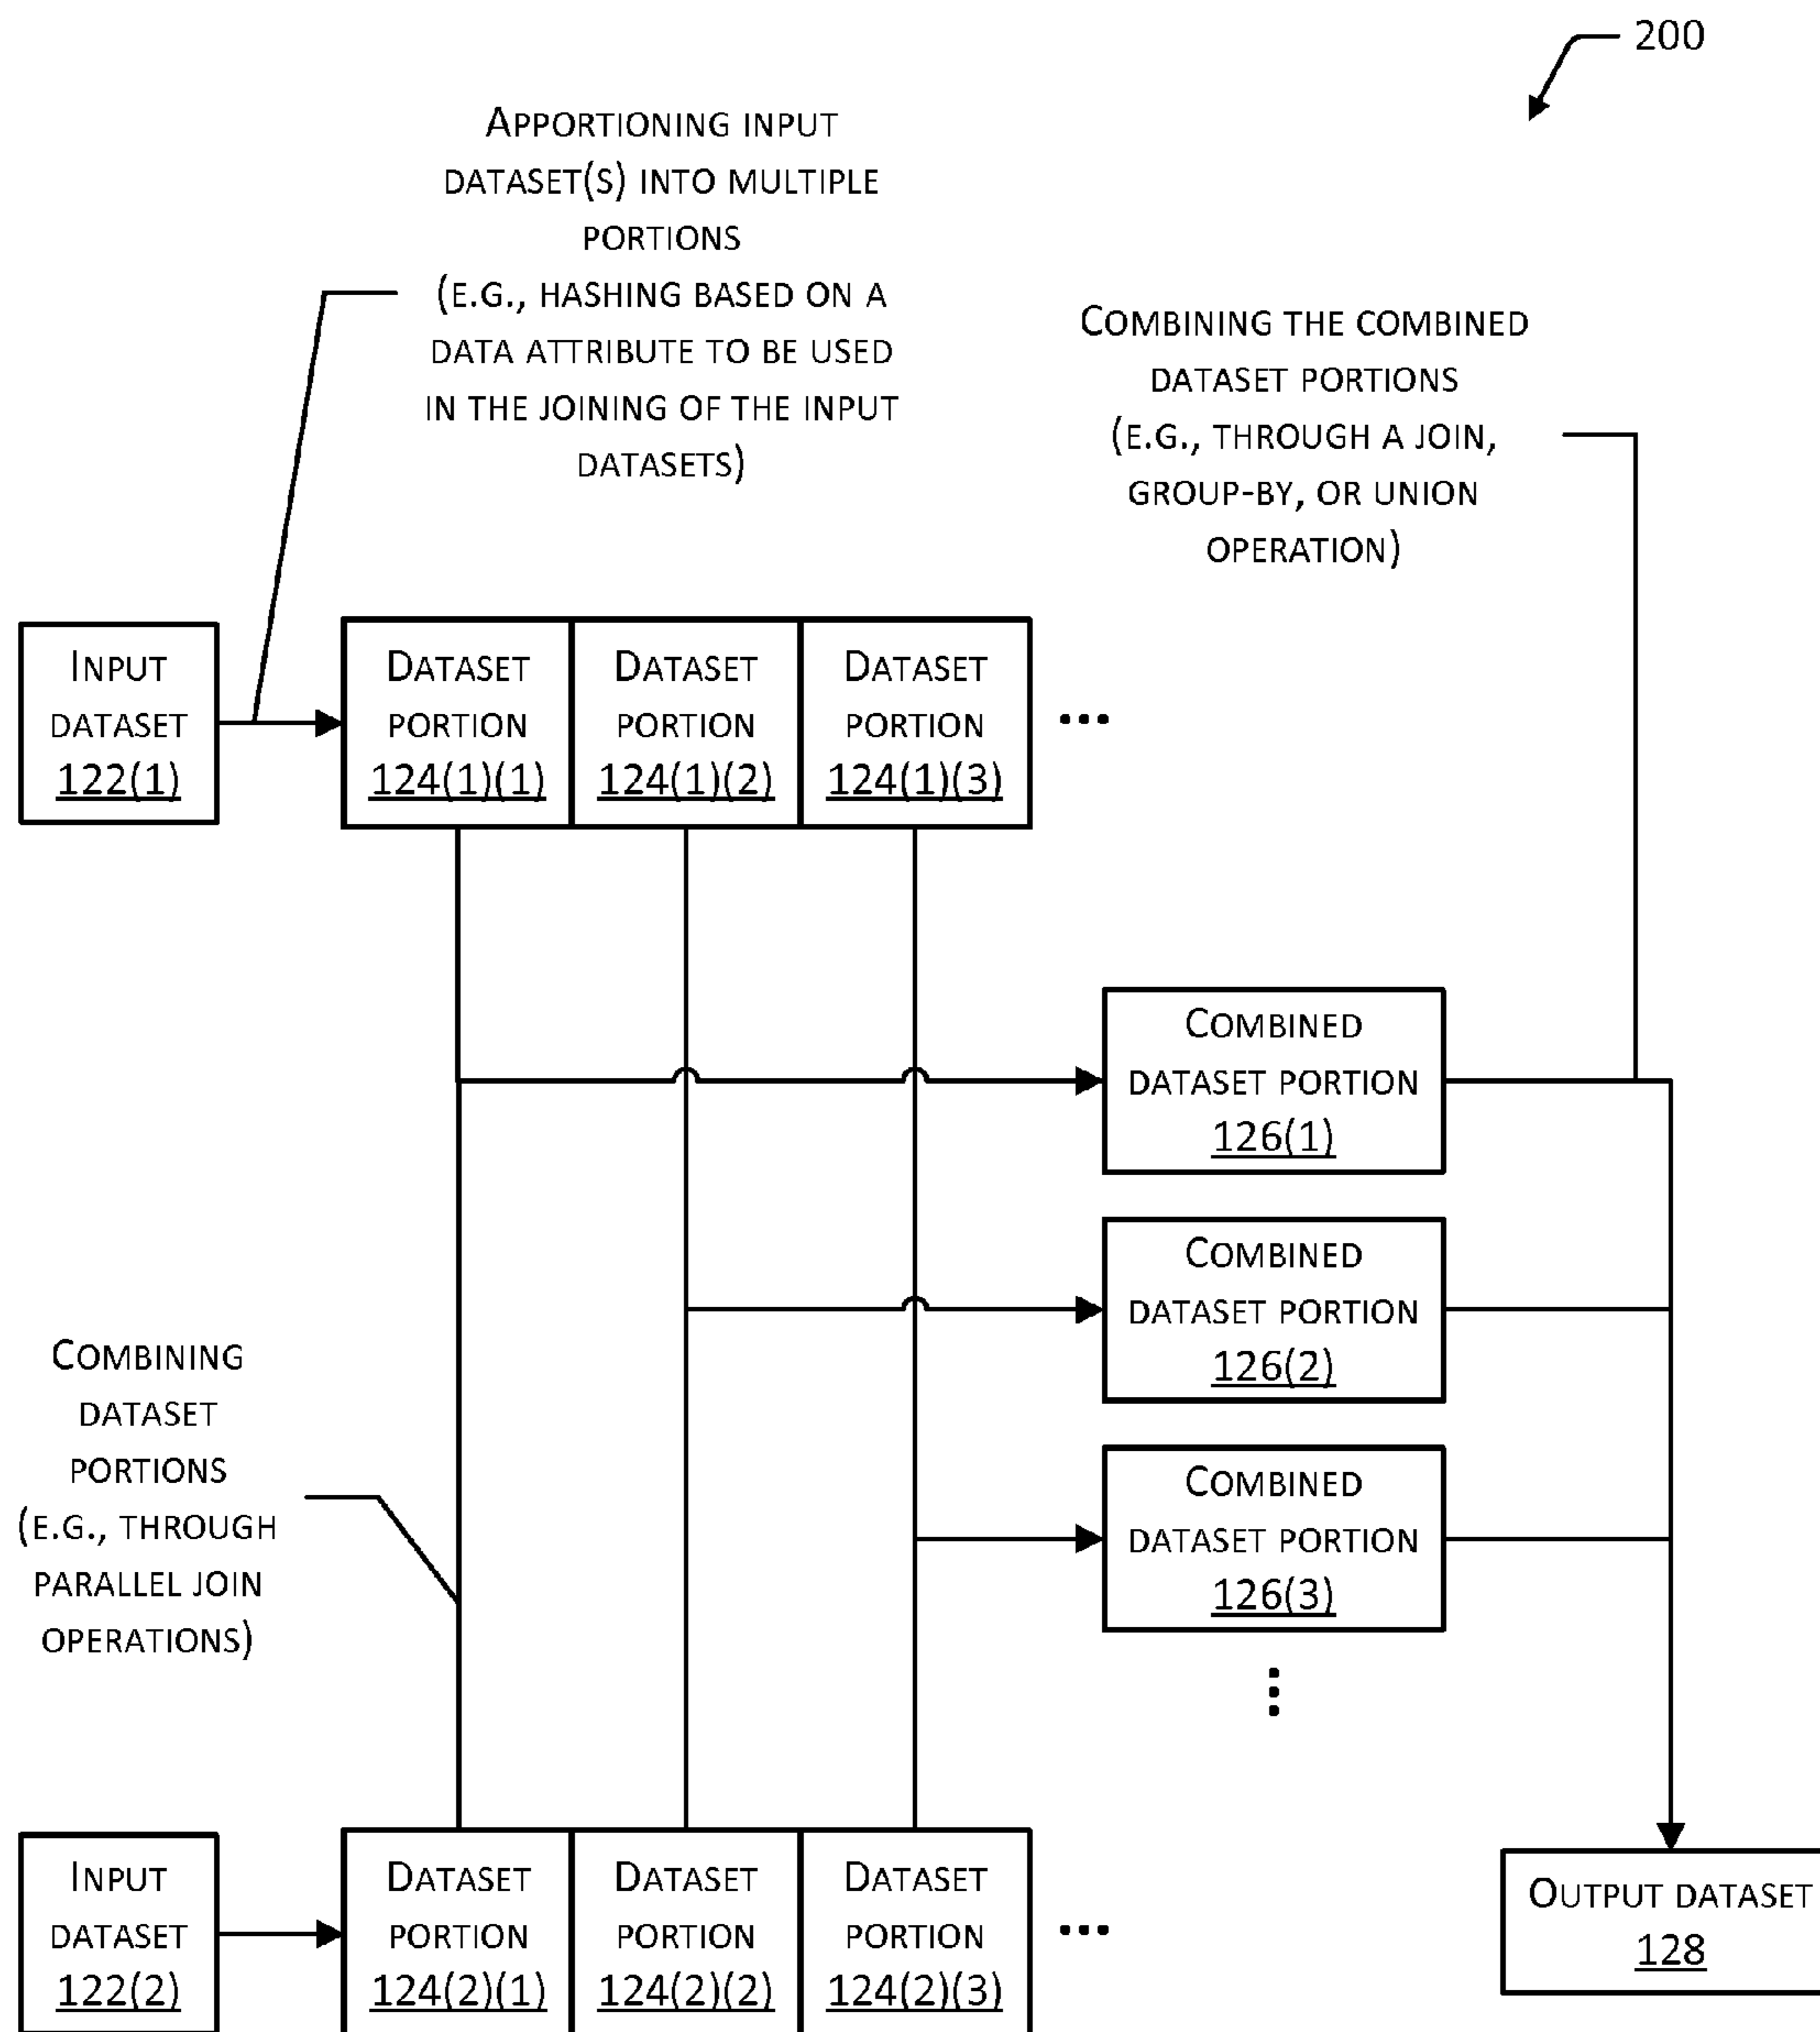 200
Apportioning input
dataset(s) into multiple
portions
(e.g., hashing based on a
data attribute to be used
in the joining of the input
datasets)
Combining the combined
dataset portions
(e.g., through a join,
group-by, or union
operation)
Input
dataset
122(1)
Dataset
portion
124(1)(1)
Dataset
portion
124(1)(2)
Dataset
portion
124(1)(3)
...
Combined
dataset portion
126(1)
Combined
dataset portion
126(2)
Combined
dataset portion
126(3)
...
Combining
dataset
portions
(e.g., through
parallel join
operations)
Input
dataset
122(2)
Dataset
portion
124(2)(1)
Dataset
portion
124(2)(2)
Dataset
portion
124(2)(3)
...
Output dataset
128